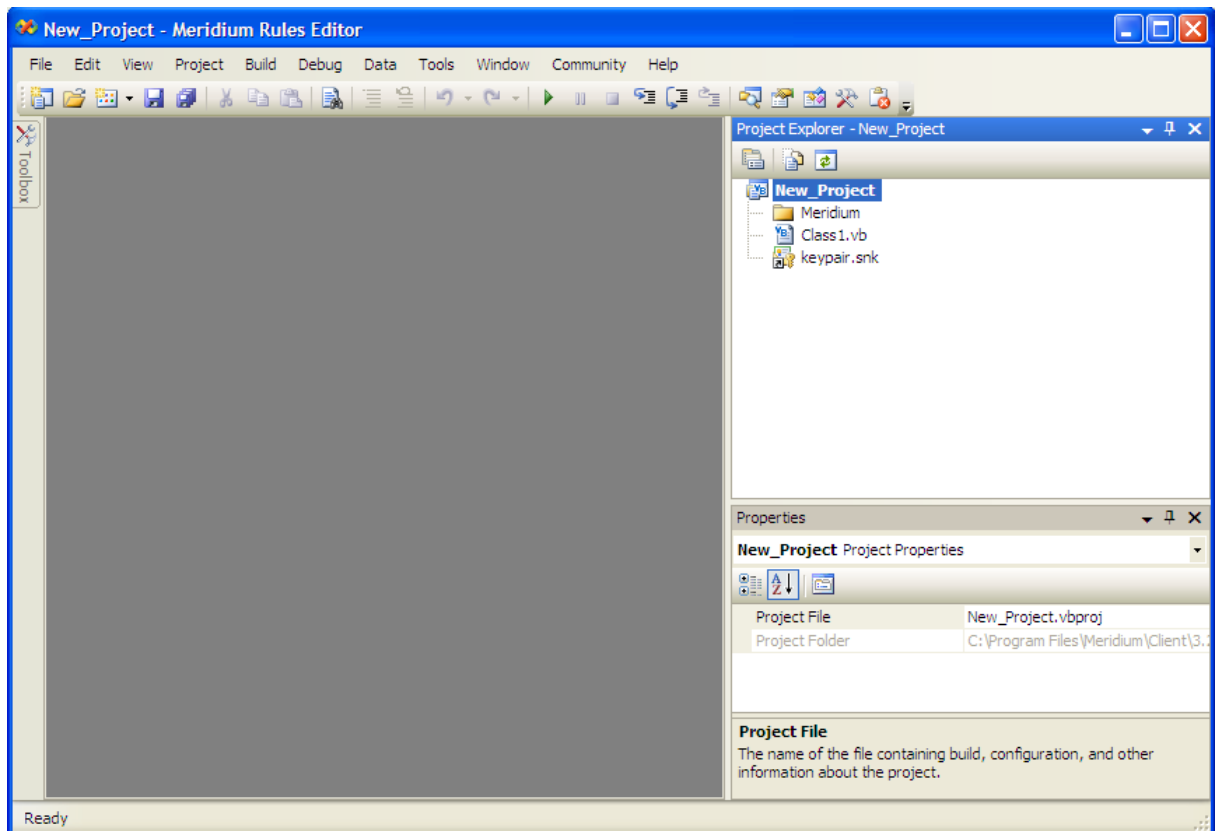 New_Project - Meridium Rules Editor
File Edit View Project Build Debug Data Tools Window Community Help
Toolbox
Project Explorer - New_Project
New_Project
Meridium
Class1.vb
keypair.snk
Properties
New_Project Project Properties
Project File New_Project.vbproj
Project Folder C:\Program Files\Meridium\Client\3.
Project File
The name of the file containing build, configuration, and other
information about the project.
Ready